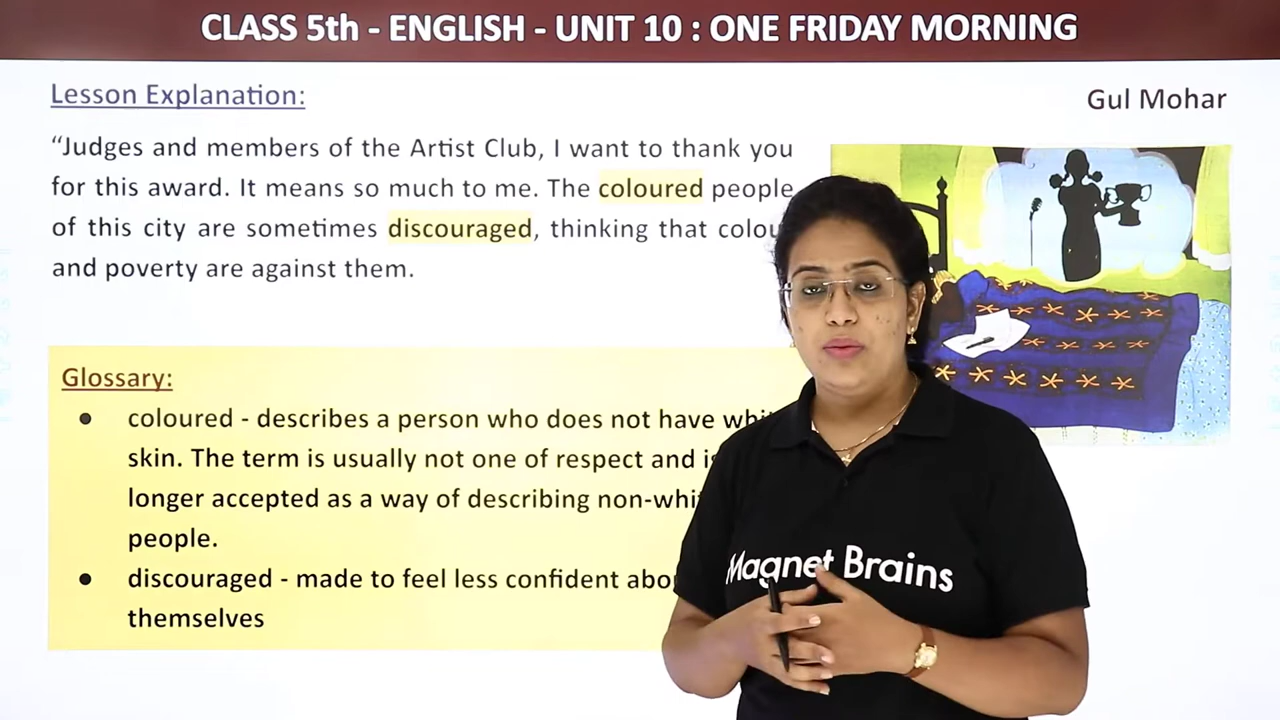 CLASS 5th - ENGLISH - UNIT 10 : ONE FRIDAY MORNING
Lesson Explanation:
Gul Mohar
“Judges and members of the Artist Club, I want to thank you
for this award. It means so much to me. The coloured people
of this city are sometimes discouraged, thinking that
and poverty are against them.
Glossary:
● coloured - describes a person who does not have
skin. The term is usually not one of respect and
longer accepted as a way of describing
people.
● discouraged - made to feel less confident
themselves
Magnet Brains